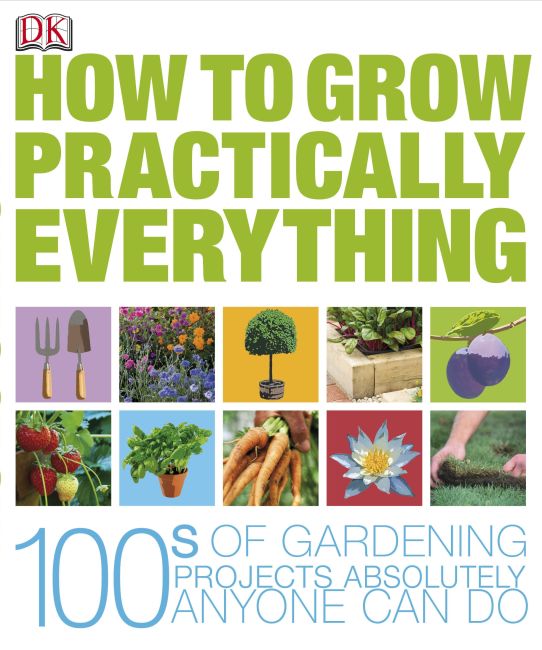 DK
HOW TO GROW
PRACTICALLY
EVERYTHING
100S OF GARDENING
PROJECTS ABSOLUTELY
ANYONE CAN DO